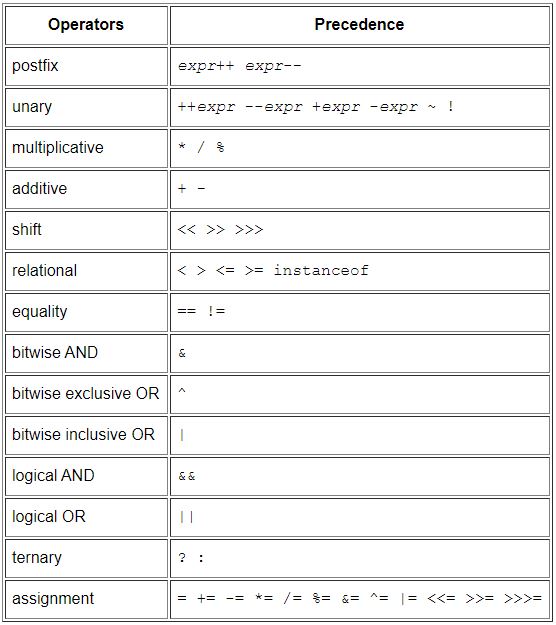 Operators Precedence
postfix expr++ expr--
unary ++expr --expr +expr -expr ~ !
multiplicative * / %
additive + -
shift << >> >>>
relational < > <= >= instanceof
equality == !=
bitwise AND &
bitwise exclusive OR ^
bitwise inclusive OR |
logical AND &&
logical OR ||
ternary ? :
assignment = += -= *= /= %= &= ^= |= <<= >>= >>>=